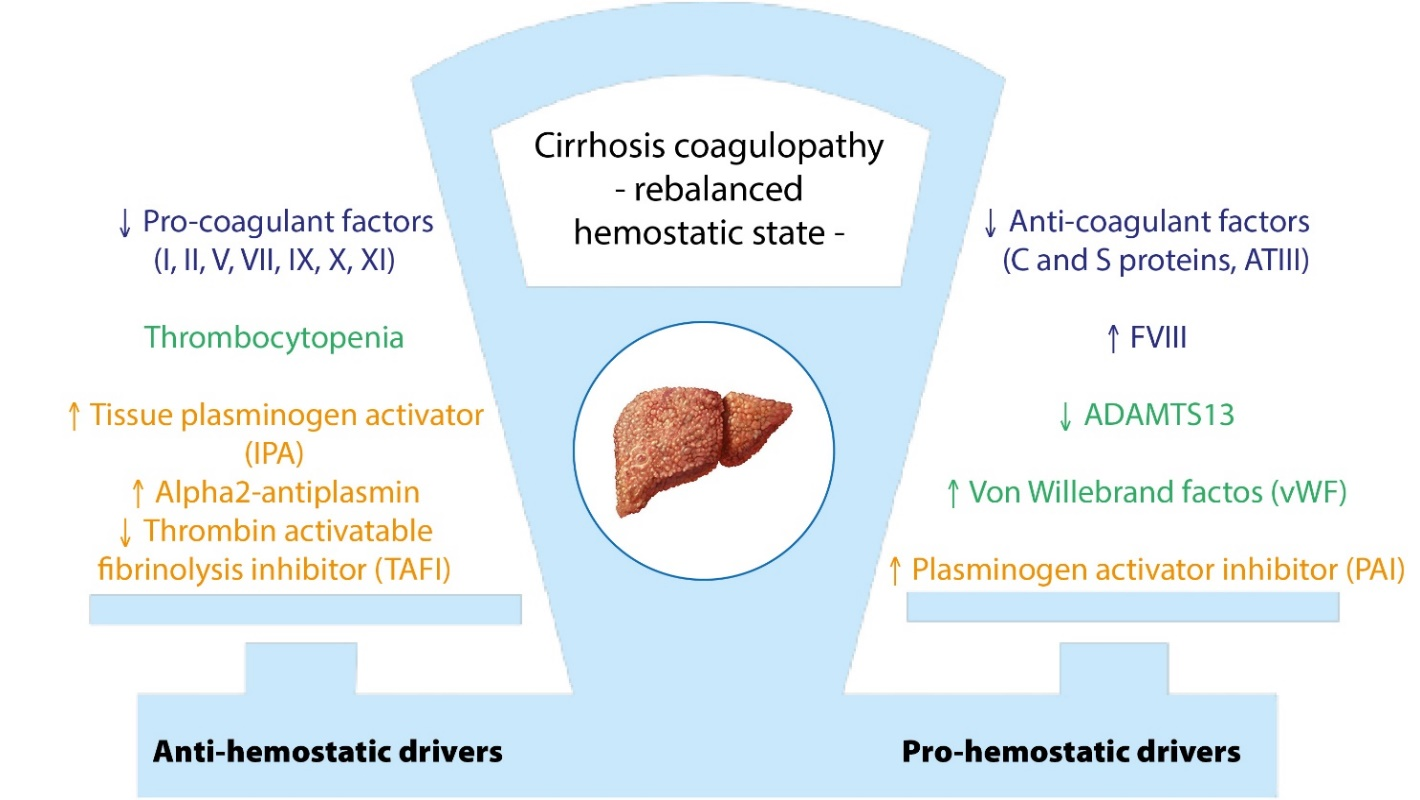 Cirrhosis coagulopathy
- rebalanced
hemostatic state -
↓ Pro-coagulant factors
(I, II, V, VII, IX, X, XI)
Thrombocytopenia
↑ Tissue plasminogen activator
(IPA)
↑ Alpha2-antiplasmin
↓ Thrombin activatable
fibrinolysis inhibitor (TAFI)
↓ Anti-coagulant factors
(C and S proteins, ATIII)
↑ FVIII
↓ ADAMTS13
↑ Von Willebrand factos (vWF)
↑ Plasminogen activator inhibitor (PAI)
Anti-hemostatic drivers
Pro-hemostatic drivers